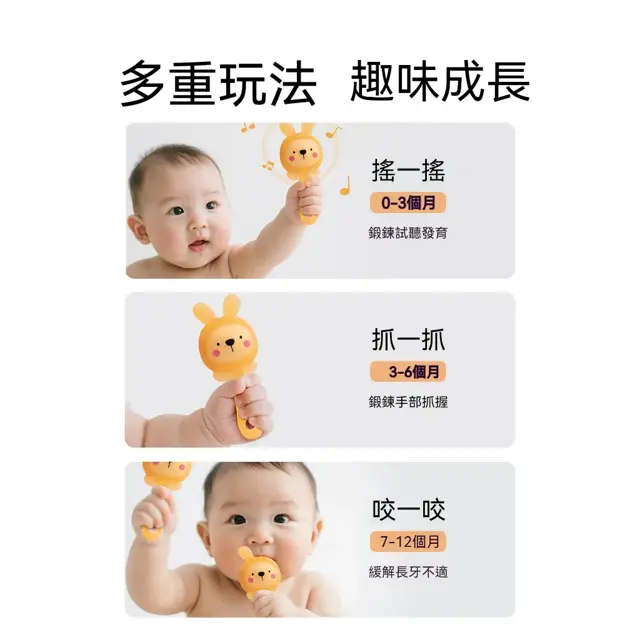 多重玩法 趣味成長
搖一搖
0-3個月
鍛鍊試聽發育
抓一抓
3-6個月
鍛鍊手部抓握
咬一咬
7-12個月
緩解長牙不適